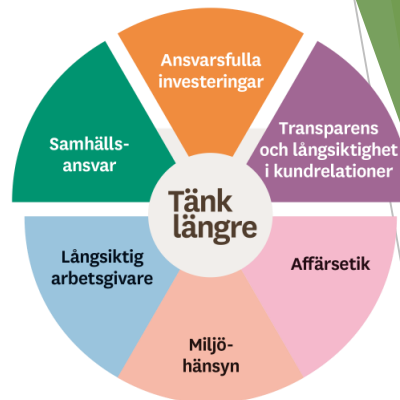 Ansvarsfulla
investeringar
Transparens
och långsiktighet
i kundrelationer
Samhälls-
ansvar
Tänk
längre
Långsiktig
arbetsgivare
Affärsetik
Miljö-
hänsyn